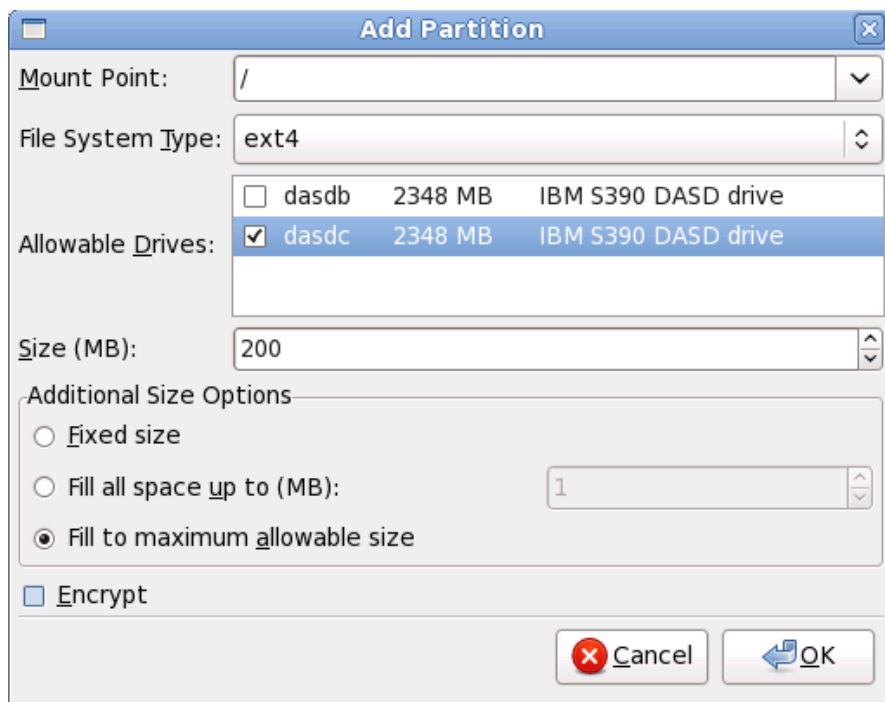 Add Partition
Mount Point: /
File System Type: ext4
dasdb 2348 MB IBM S390 DASD drive
Allowable Drives: dasdc 2348 MB IBM S390 DASD drive
Size (MB): 200
Additional Size Options
Fixed size
Fill all space up to (MB): 1
Fill to maximum allowable size
Encrypt
Cancel OK